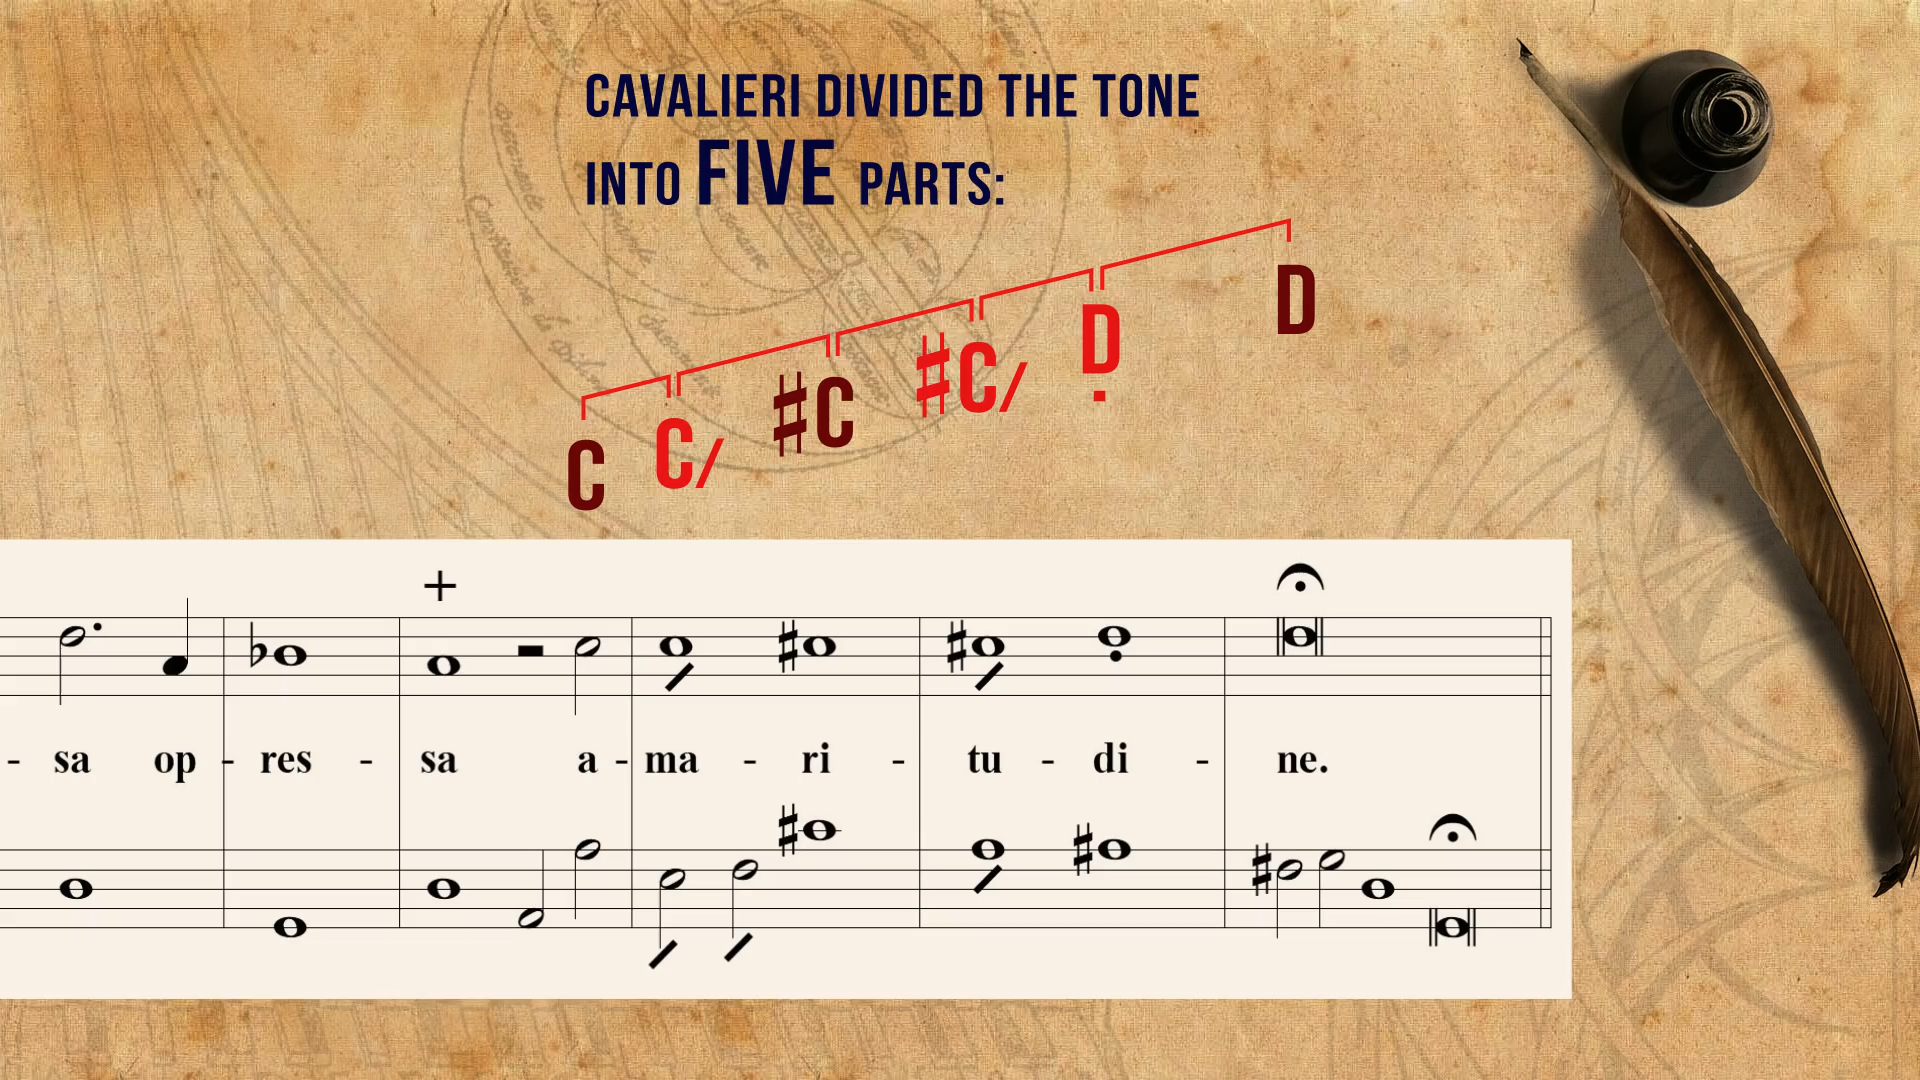 CAVALIERI DIVIDED THE TONE
INTO FIVE PARTS:
C C/ ♯C ♯C/ Ḍ D
- sa op - res - sa a - ma - ri - tu - di - ne.